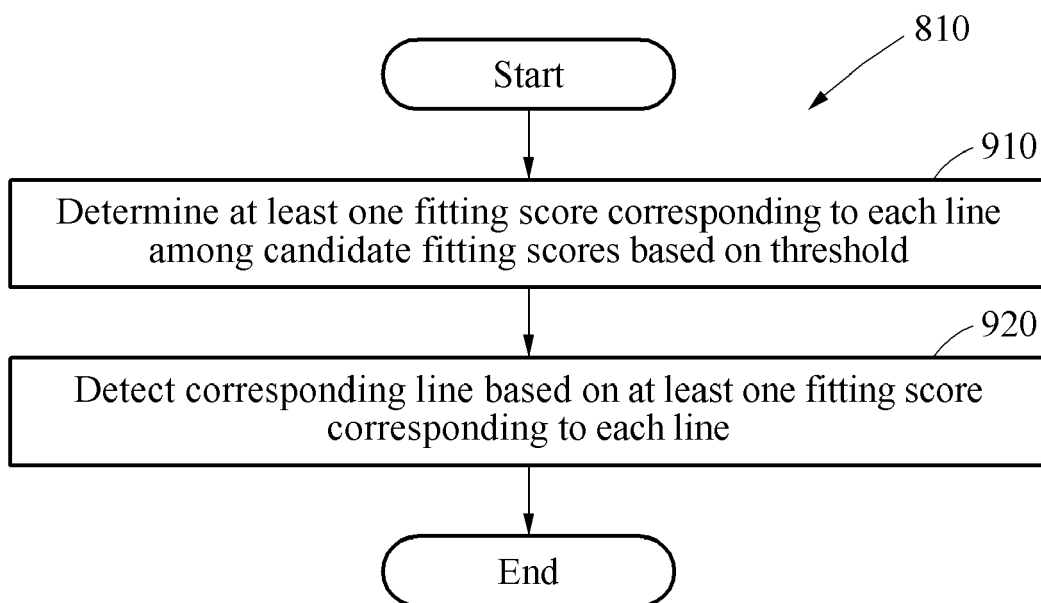 810
Start
910
Determine at least one fitting score corresponding to each line
among candidate fitting scores based on threshold
920
Detect corresponding line based on at least one fitting score
corresponding to each line
End